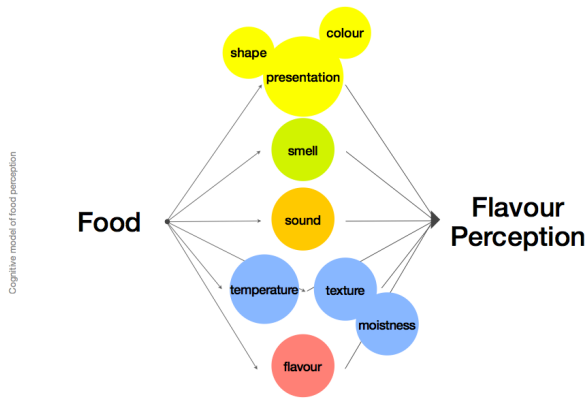 colour
shape
presentation
smell
Food
sound
Flavour
Perception
temperature
texture
moistness
flavour
Cognitive model of food perception